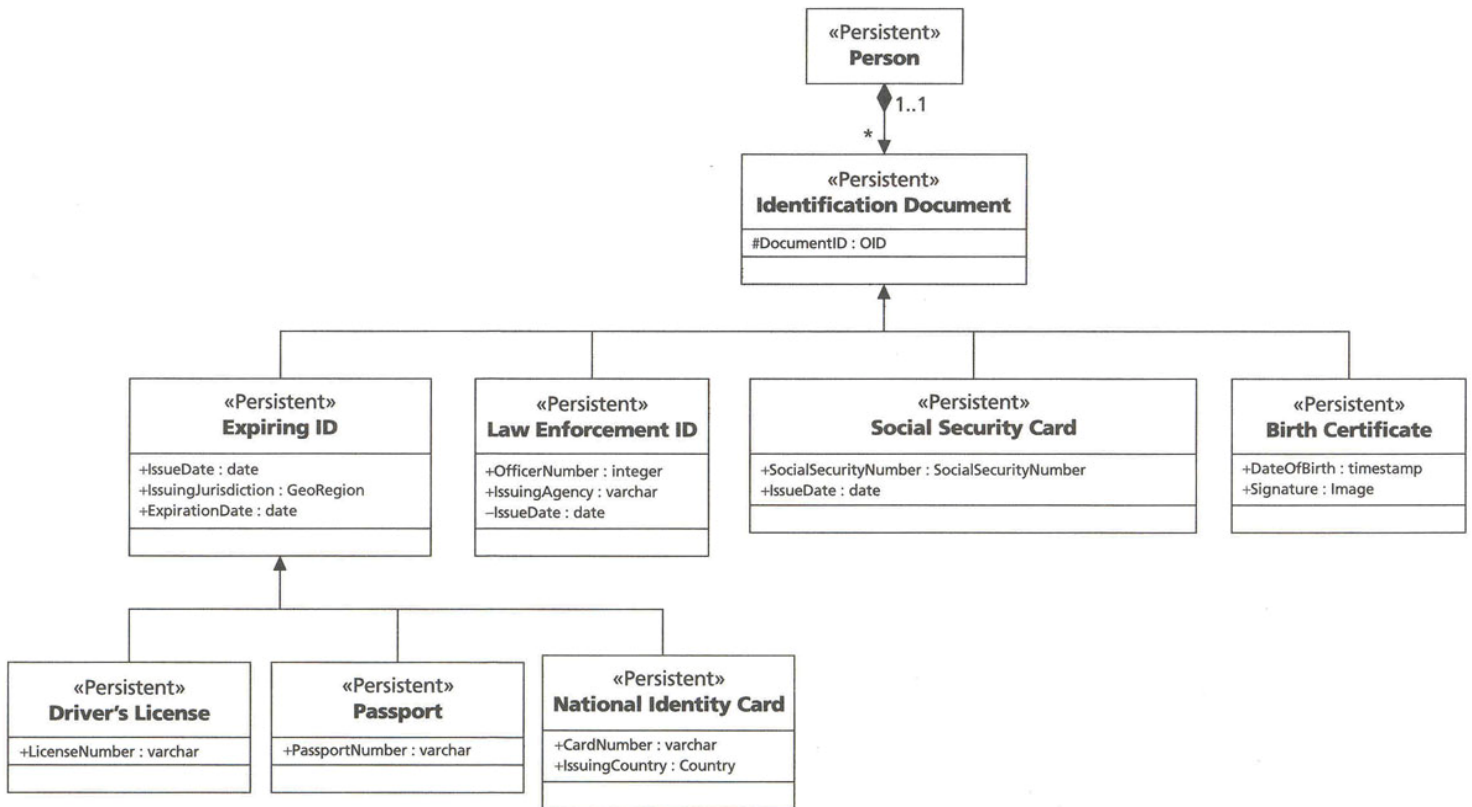 «Persistent»
Person
1..1
*
«Persistent»
Identification Document
#DocumentID : OID
«Persistent»
Expiring ID
+IssueDate : date
+IssuingJurisdiction : GeoRegion
+ExpirationDate : date
«Persistent»
Law Enforcement ID
+OfficerNumber : integer
+IssuingAgency : varchar
–IssueDate : date
«Persistent»
Social Security Card
+SocialSecurityNumber : SocialSecurityNumber
+IssueDate : date
«Persistent»
Birth Certificate
+DateOfBirth : timestamp
+Signature : Image
«Persistent»
Driver’s License
+LicenseNumber : varchar
«Persistent»
Passport
+PassportNumber : varchar
«Persistent»
National Identity Card
+CardNumber : varchar
+IssuingCountry : Country